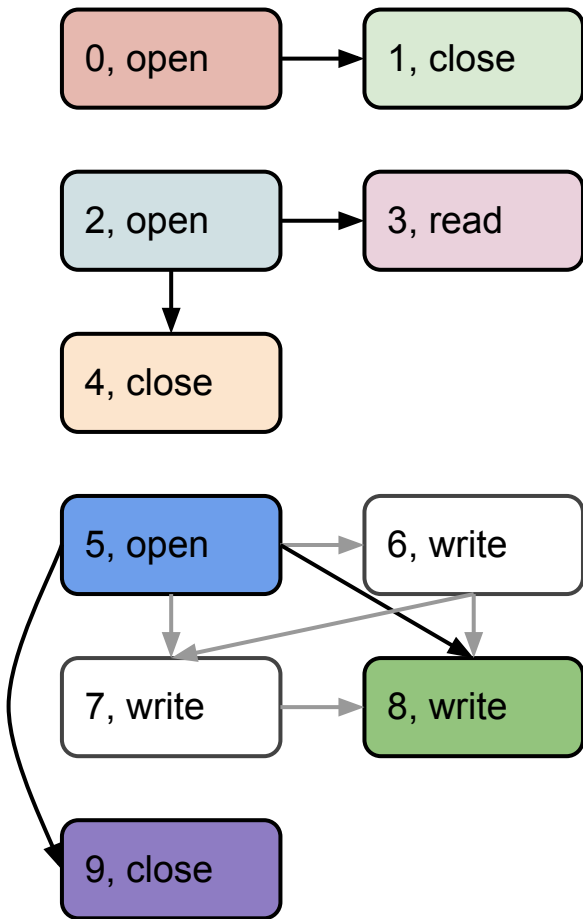 0, open
1, close
2, open
3, read
4, close
5, open
6, write
7, write
8, write
9, close